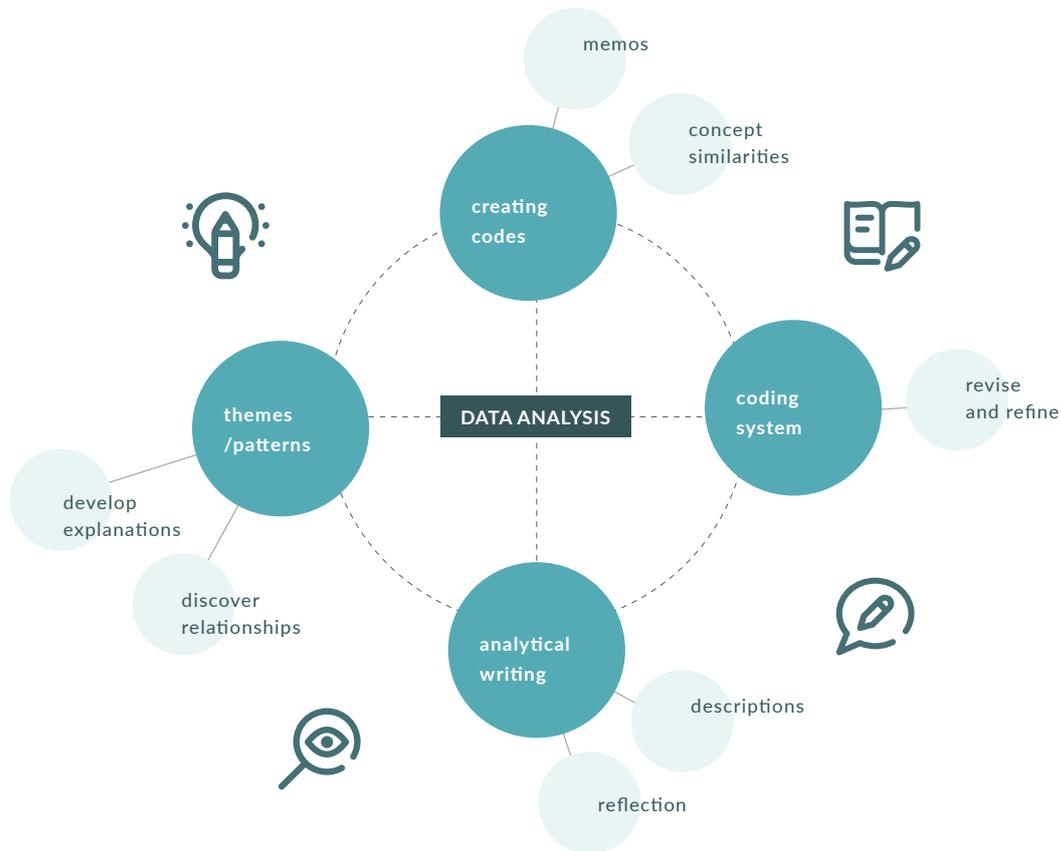 memos
concept
similarities
creating
codes
coding
system
revise
and refine
DATA ANALYSIS
themes
/patterns
develop
explanations
discover
relationships
analytical
writing
descriptions
reflection